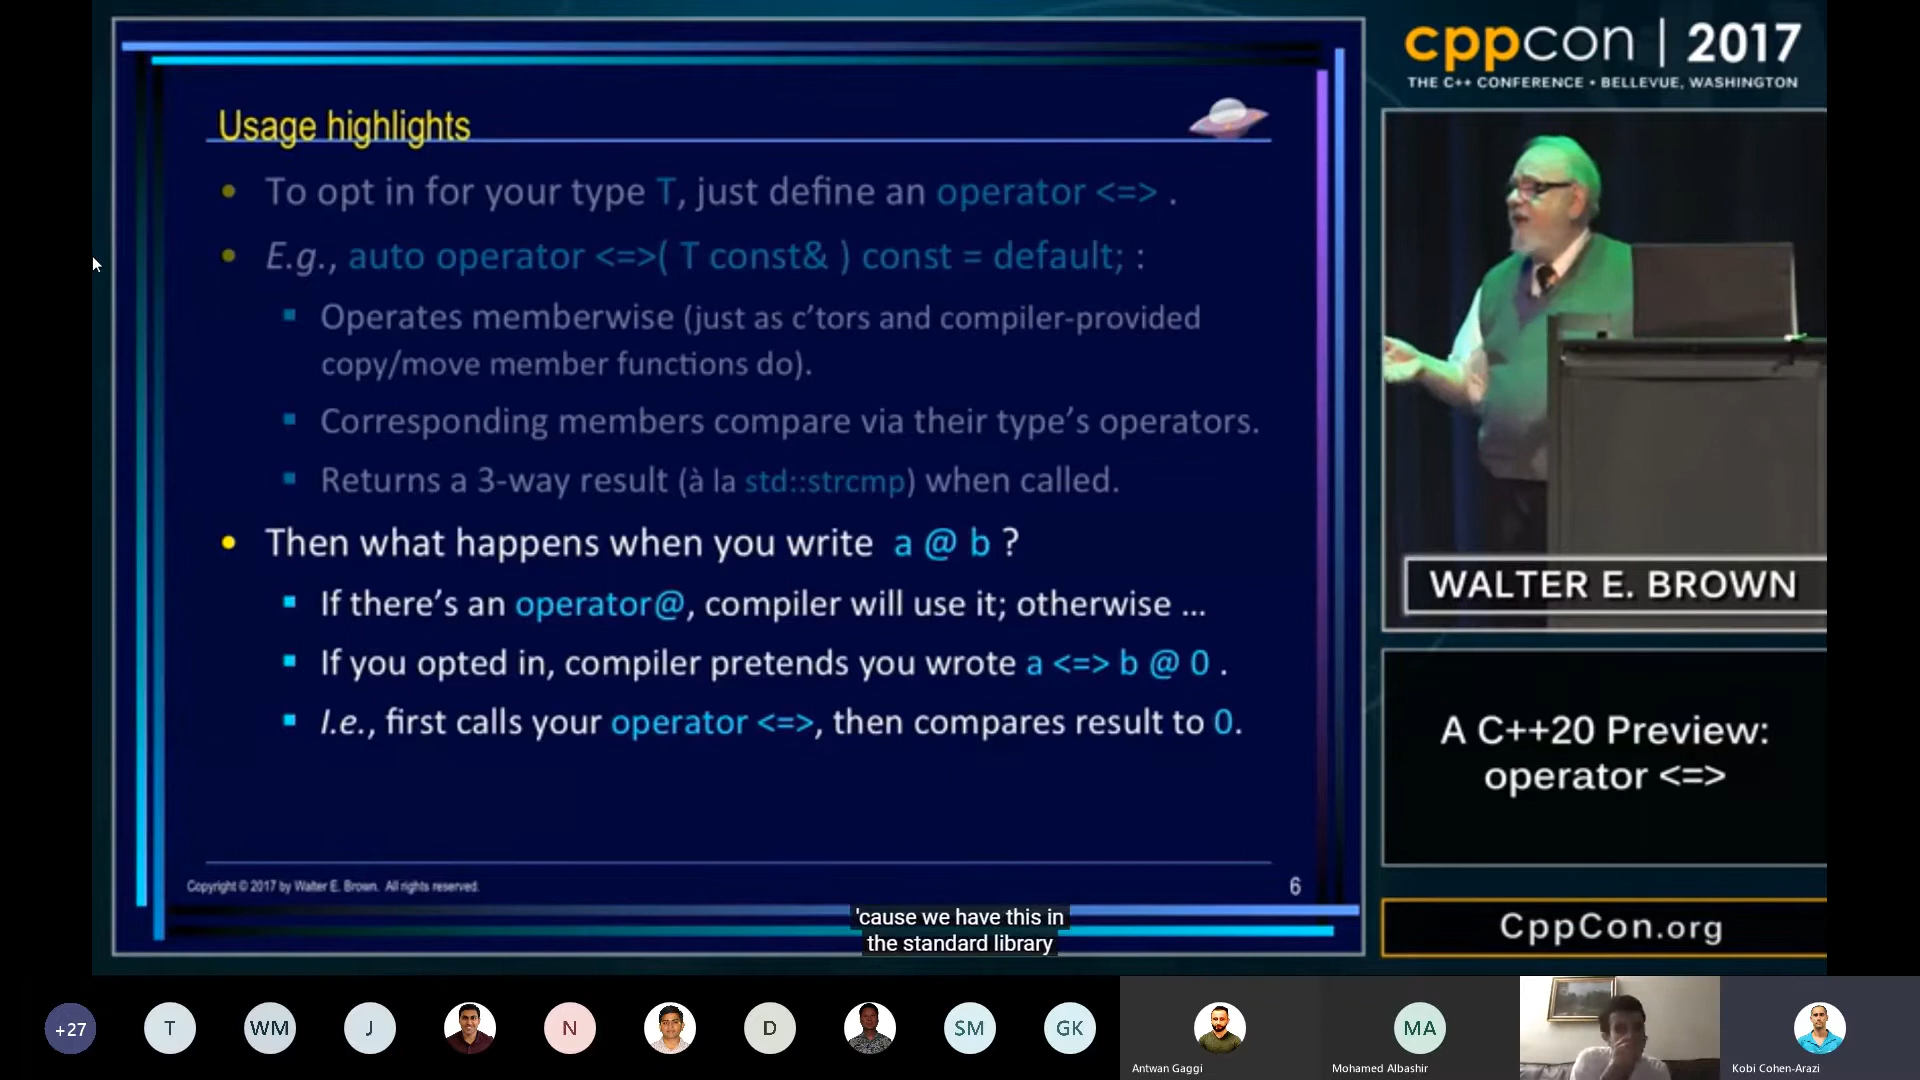 cppcon | 2017
THE C++ CONFERENCE • BELLEVUE, WASHINGTON
Usage highlights
• To opt in for your type T, just define an operator <=> .
• E.g., auto operator <=>( T const& ) const = default; :
▪ Operates memberwise (just as c’tors and compiler-provided
copy/move member functions do).
▪ Corresponding members compare via their type’s operators.
▪ Returns a 3-way result (à la std::strcmp) when called.
• Then what happens when you write a @ b ?
▪ If there’s an operator@, compiler will use it; otherwise ...
▪ If you opted in, compiler pretends you wrote a <=> b @ 0 .
▪ I.e., first calls your operator <=>, then compares result to 0.
Copyright © 2017 by Walter E. Brown. All rights reserved.
6
'cause we have this in
the standard library
WALTER E. BROWN
A C++20 Preview:
operator <=>
CppCon.org
+27
T
WM
J
N
D
SM
GK
Antwan Gaggi
MA
Mohamed Albashir
Kobi Cohen-Arazi